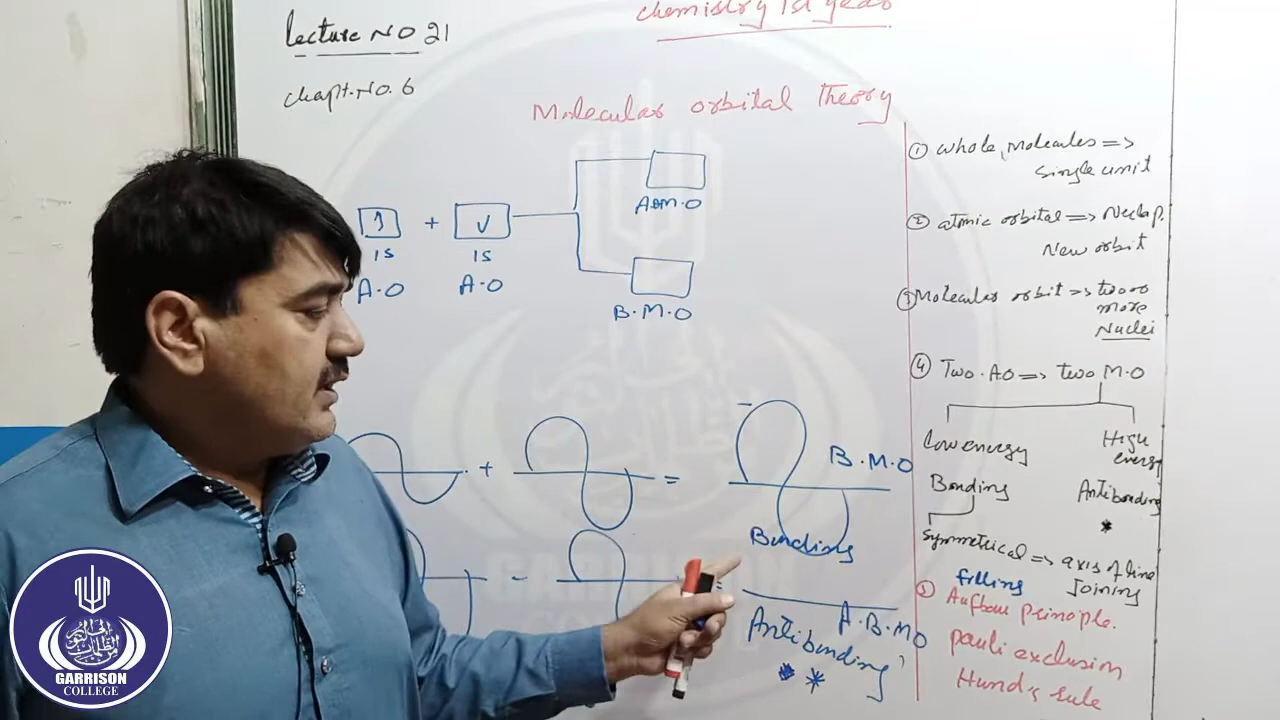 chemistry 1st year
Lecture NO 21
Chapt. No. 6
Molecular orbital Theory
1 + 
1S 1S
A.O A.O
A.B.M.O
B.M.O
+ =
B.M.O
Bonding
-
A.B.M.O
Antibonding
① whole, Molecules =>
single unit
② atomic orbital =>
New orbit
③ Molecular orbit => two or
more
Nuclei
④ Two.AO => two M.O
Low energy
High
energy
Bonding
Antibonding
*
Symmetrical => axis of line
Joining
filling
Aufbau principle.
pauli exclusion
Hund's rule
GARRISON
COLLEGE